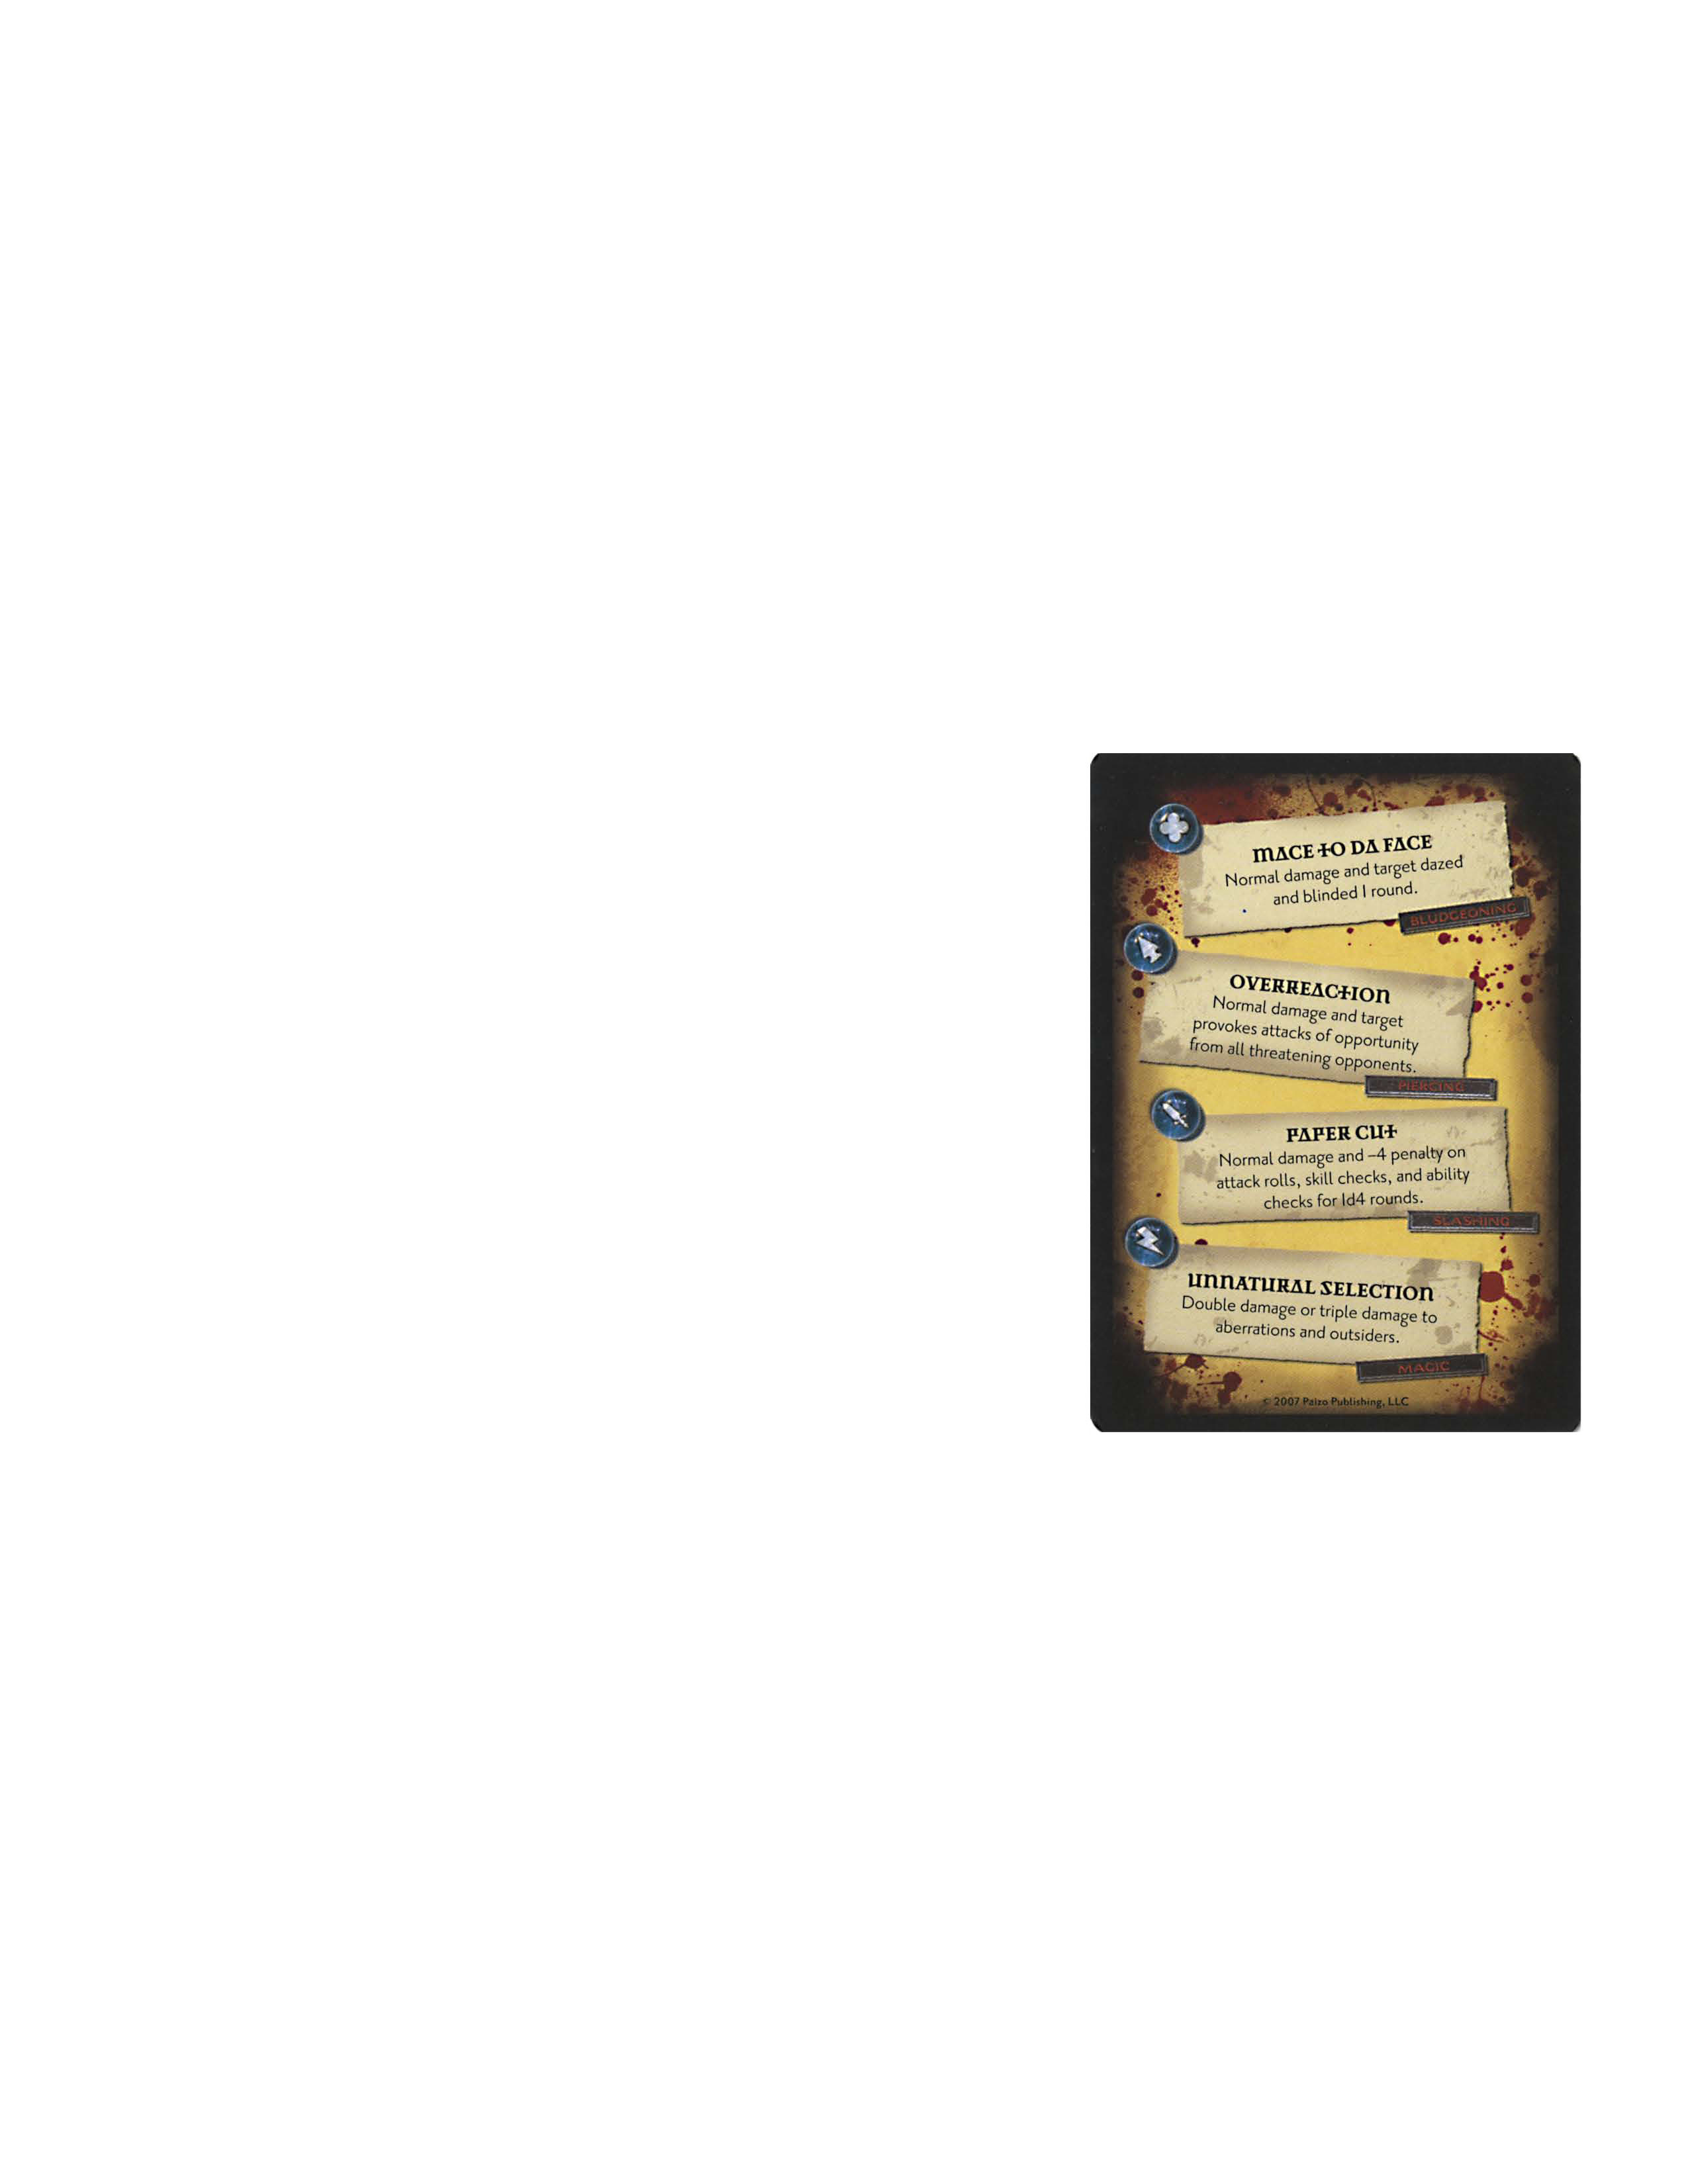 MACE TO DA FACE
Normal damage and target dazed
and blinded 1 round.
BLUDGEONING
OVERREACTION
Normal damage and target
provokes attacks of opportunity
from all threatening opponents.
PIERCING
PAPER CUT
Normal damage and –4 penalty on
attack rolls, skill checks, and ability
checks for 1d4 rounds.
SLASHING
UNNATURAL SELECTION
Double damage or triple damage to
aberrations and outsiders.
MAGIC
© 2007 Paizo Publishing, LLC